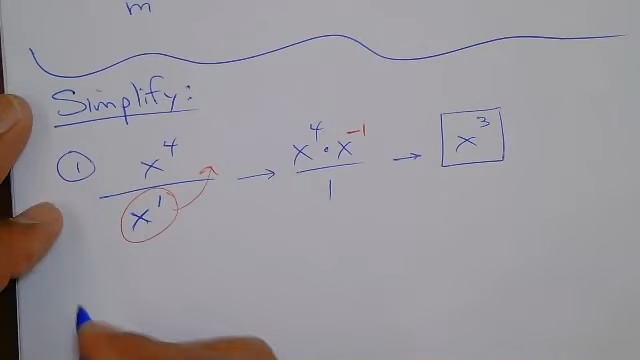 m
Simplify:
① x⁴/x¹ → x⁴·x⁻¹/1 → x³